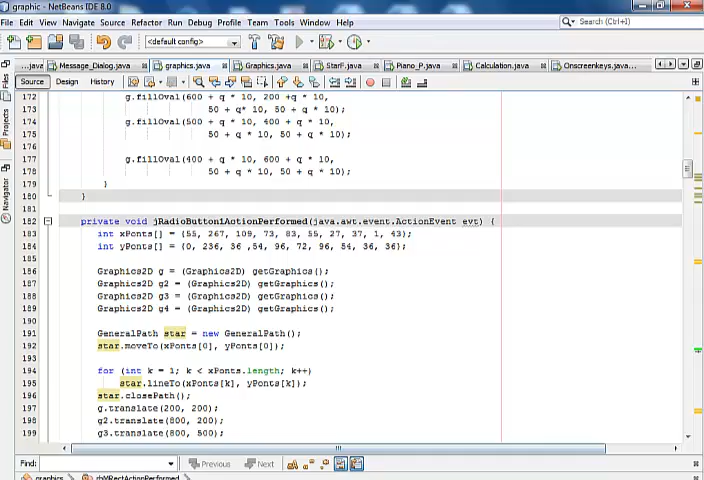 graphic - NetBeans IDE 8.0
File Edit View Navigate Source Refactor Run Debug Profile Team Tools Window Help
Search (Ctrl+I)
<default config>
...java Message_Dialog.java graphics.java Graphics.java StarF.java Piano_P.java Calculation.java Onscreenkeys.java...
Source Design History
172 g.fillOval(600 + q * 10, 200 +q * 10,
173 50 + q* 10, 50 + q * 10);
174 g.fillOval(500 + q * 10, 400 + q * 10,
175 50 + q * 10, 50 + q * 10);
176
177 g.fillOval(400 + q * 10, 600 + q * 10,
178 50 + q * 10, 50 + q * 10);
179 }
180 }
181
182 private void jRadioButton1ActionPerformed(java.awt.event.ActionEvent evt) {
183 int xPonts[] = {55, 267, 109, 73, 83, 55, 27, 37, 1, 43};
184 int yPonts[] = {0, 236, 36 ,54, 96, 72, 96, 54, 36, 36};
185
186 Graphics2D g = (Graphics2D) getGraphics();
187 Graphics2D g2 = (Graphics2D) getGraphics();
188 Graphics2D g3 = (Graphics2D) getGraphics();
189 Graphics2D g4 = (Graphics2D) getGraphics();
190
191 GeneralPath star = new GeneralPath();
192 star.moveTo(xPonts[0], yPonts[0]);
193
194 for (int k = 1; k < xPonts.length; k++)
195 star.lineTo(xPonts[k], yPonts[k]);
196 star.closePath();
197 g.translate(200, 200);
198 g2.translate(800, 200);
199 g3.translate(800, 500);
Files
Projects
Navigator
Find: Previous Next
graphics rbVRectActionPerformed